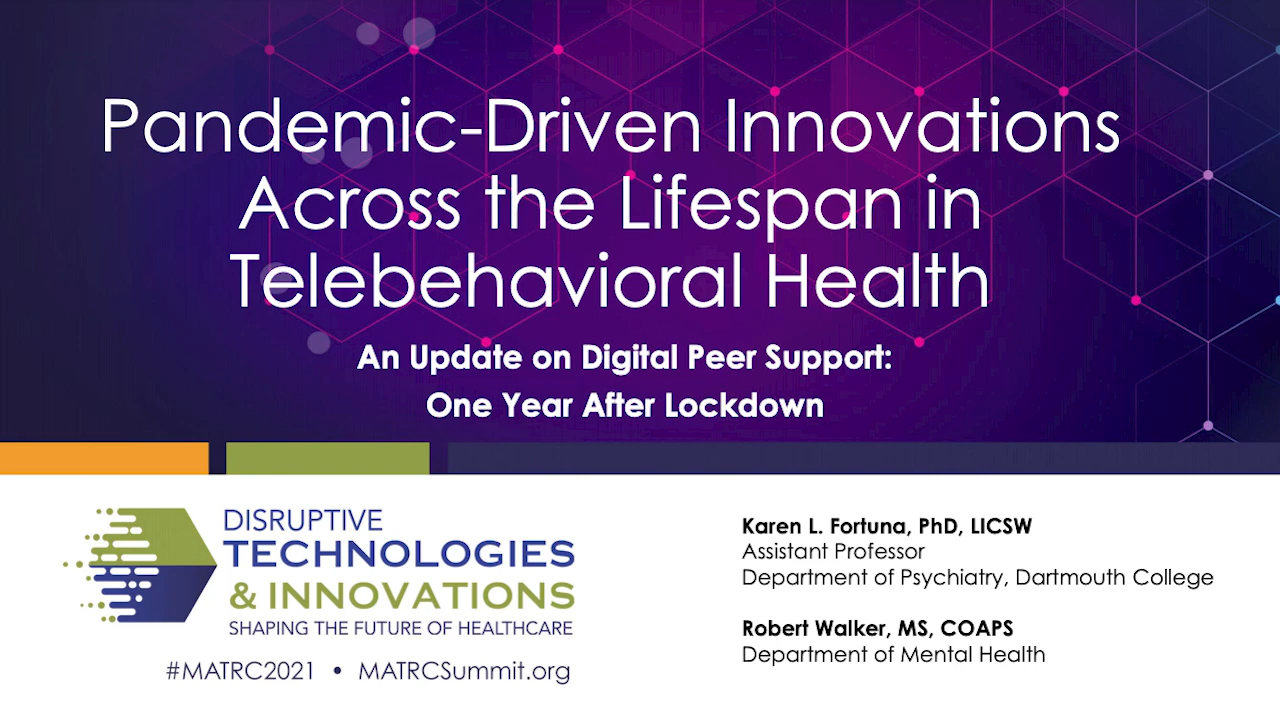 Pandemic-Driven Innovations
Across the Lifespan in
Telebehavioral Health
An Update on Digital Peer Support:
One Year After Lockdown
DISRUPTIVE
TECHNOLOGIES
& INNOVATIONS
SHAPING THE FUTURE OF HEALTHCARE
#MATRC2021 • MATRCSummit.org
Karen L. Fortuna, PhD, LICSW
Assistant Professor
Department of Psychiatry, Dartmouth College
Robert Walker, MS, COAPS
Department of Mental Health